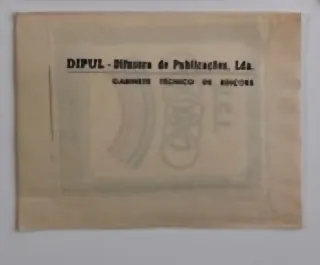 DIPUL - Difusora de Publicações, Lda.
GABINETE TÉCNICO DE EDIÇÕES